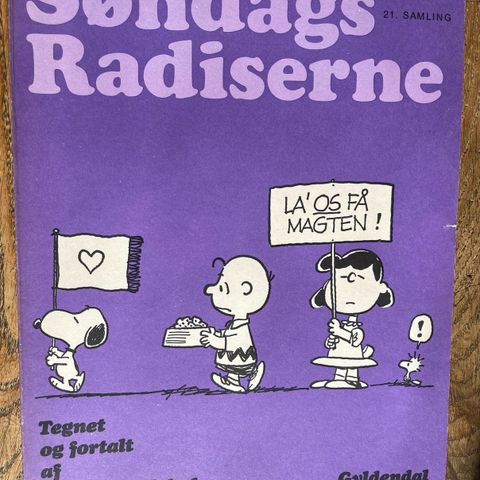 Søndags
21. SAMLING
Radiserne
LA' OS FÅ
MAGTEN!
!
Tegnet
og fortalt
af
Gyldendal